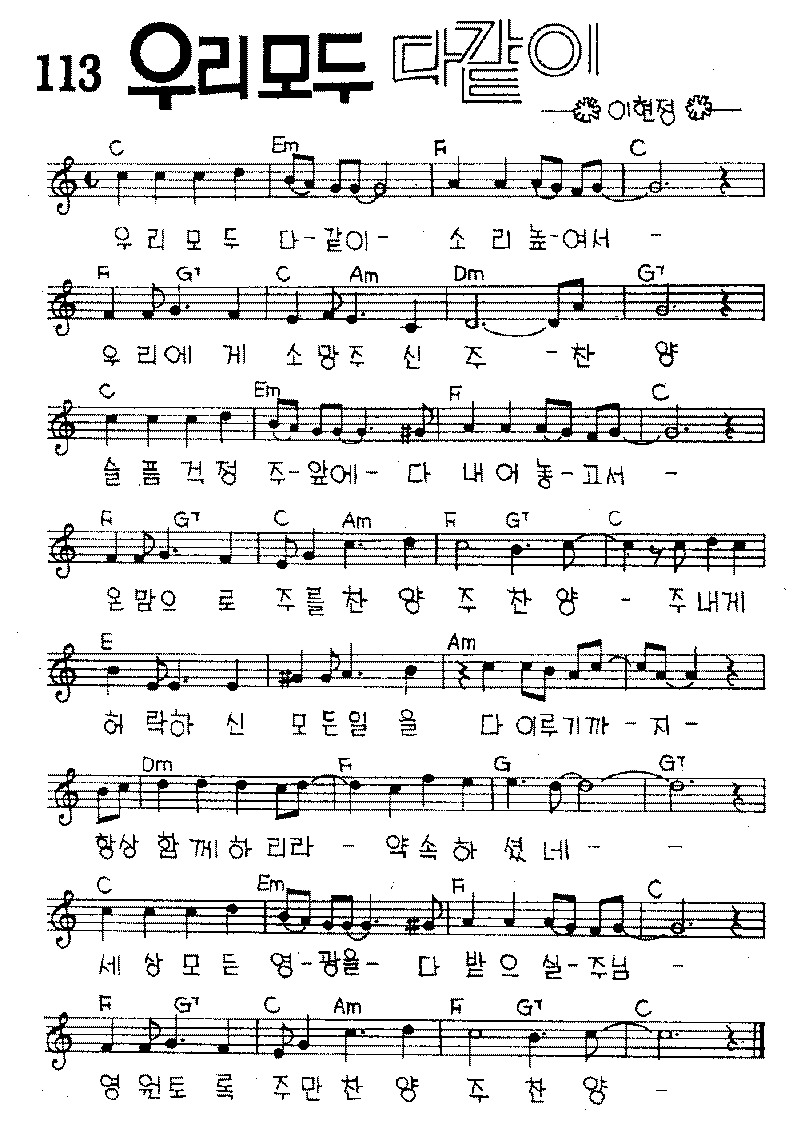 113 우리모두 다같이
이현정
C Em F C
우 리 모 두 다-같이- 소 리 높-여서 -
F G7 C Am Dm G7
우 리에 게 소 망주 신 주 -찬 양
C Em F C
슬 픔 걱 정 주-앞에- 다 내 어 놓-고서 -
F G7 C Am F G7 C
온 맘으 로 주를 찬 양 주 찬 양 - 주 내게
E Am
허 락하 신 모 든일 을 다 이루기까-지-
Dm F G G7
항상 함 께하 리라 - 약 속 하 셨 네- -
C Em F C
세 상 모 든 영-광을- 다 받 으 실-주님 -
F G7 C Am F G7 C
영 원토 록 주만 찬 양 주 찬 양 -